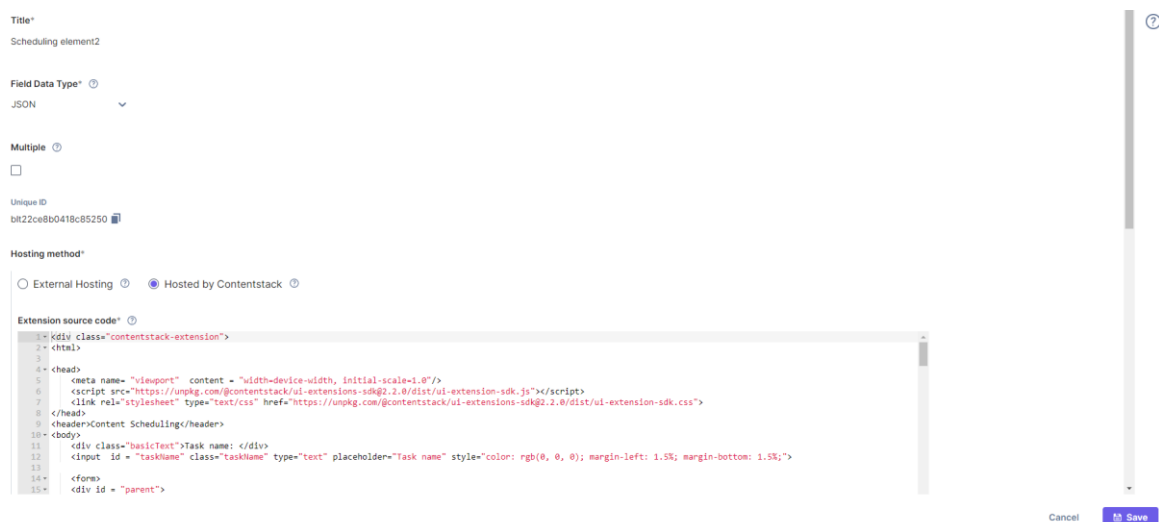 Title*
Scheduling element2
Field Data Type*
JSON
Multiple
Unique ID
blt22ce8b0418c85250
Hosting method*
External Hosting Hosted by Contentstack
Extension source code*
1 <div class="contentstack-extension">
2 <html>
3
4 <head>
5 <meta name= "viewport" content = "width=device-width, initial-scale=1.0"/>
6 <script src="https://unpkg.com/@contentstack/ui-extensions-sdk@2.2.0/dist/ui-extension-sdk.js"></script>
7 <link rel="stylesheet" type="text/css" href="https://unpkg.com/@contentstack/ui-extensions-sdk@2.2.0/dist/ui-extension-sdk.css">
8 </head>
9 <header>Content Scheduling</header>
10 <body>
11 <div class="basicText">Task name: </div>
12 <input id = "taskName" class="taskName" type="text" placeholder="Task name" style="color: rgb(0, 0, 0); margin-left: 1.5%; margin-bottom: 1.5%;">
13
14 <form>
15 <div id = "parent">
Cancel Save